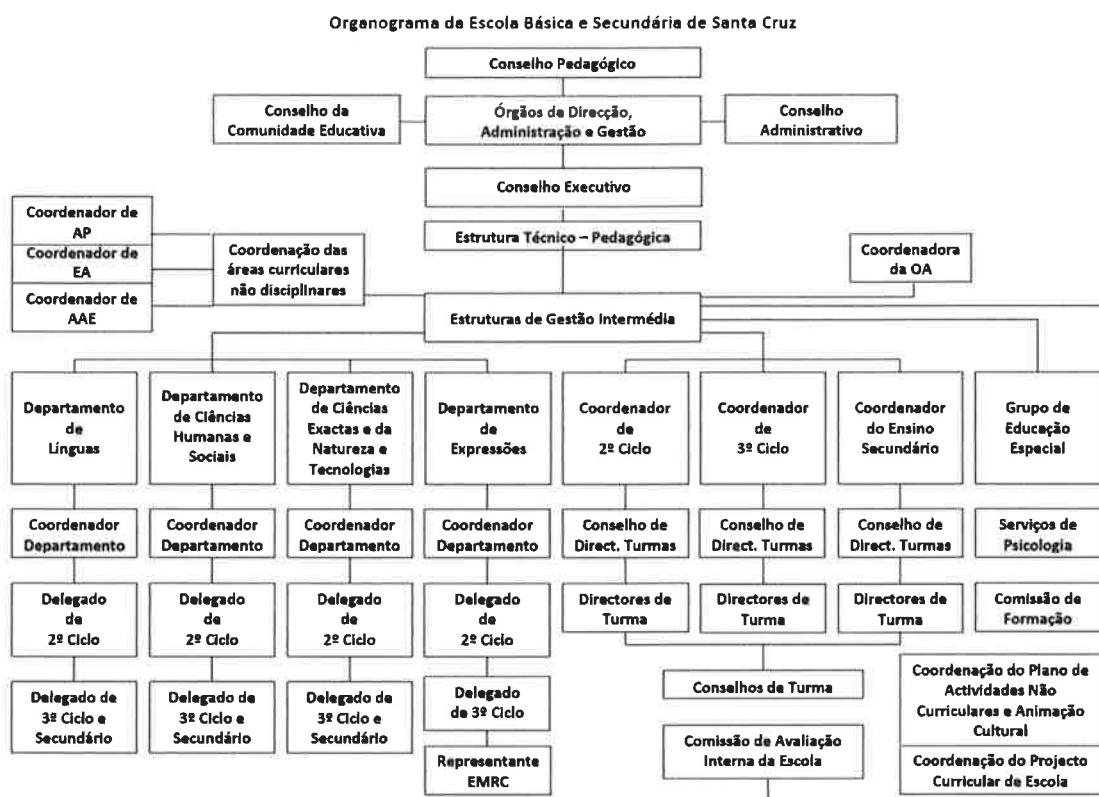 Organograma da Escola Básica e Secundária de Santa Cruz
Conselho Pedagógico
Conselho da
Comunidade Educativa
Órgãos de Direcção,
Administração e Gestão
Conselho
Administrativo
Conselho Executivo
Estrutura Técnico – Pedagógica
Coordenador de
AP
Coordenador de
EA
Coordenador de
AAE
Coordenação das
áreas curriculares
não disciplinares
Coordenadora
da OA
Estruturas de Gestão Intermédia
Departamento
de
Línguas
Departamento
de Ciências
Humanas e
Sociais
Departamento
de Ciências
Exactas e da
Natureza e
Tecnologias
Departamento
de
Expressões
Coordenador
de
2º Ciclo
Coordenador
de
3º Ciclo
Coordenador
do Ensino
Secundário
Grupo de
Educação
Especial
Coordenador
Departamento
Coordenador
Departamento
Coordenador
Departamento
Coordenador
Departamento
Conselho de
Direct. Turmas
Conselho de
Direct. Turmas
Conselho de
Direct. Turmas
Serviços de
Psicologia
Delegado
de
2º Ciclo
Delegado
de
2º Ciclo
Delegado
de
2º Ciclo
Delegado
de
2º Ciclo
Directores de
Turma
Directores de
Turma
Directores de
Turma
Comissão de
Formação
Delegado de
3º Ciclo e
Secundário
Delegado de
3º Ciclo e
Secundário
Delegado de
3º Ciclo e
Secundário
Delegado
de 3º Ciclo
Representante
EMRC
Conselhos de Turma
Comissão de Avaliação
Interna da Escola
Coordenação do Plano de
Actividades Não
Curriculares e Animação
Cultural
Coordenação do Projecto
Curricular de Escola